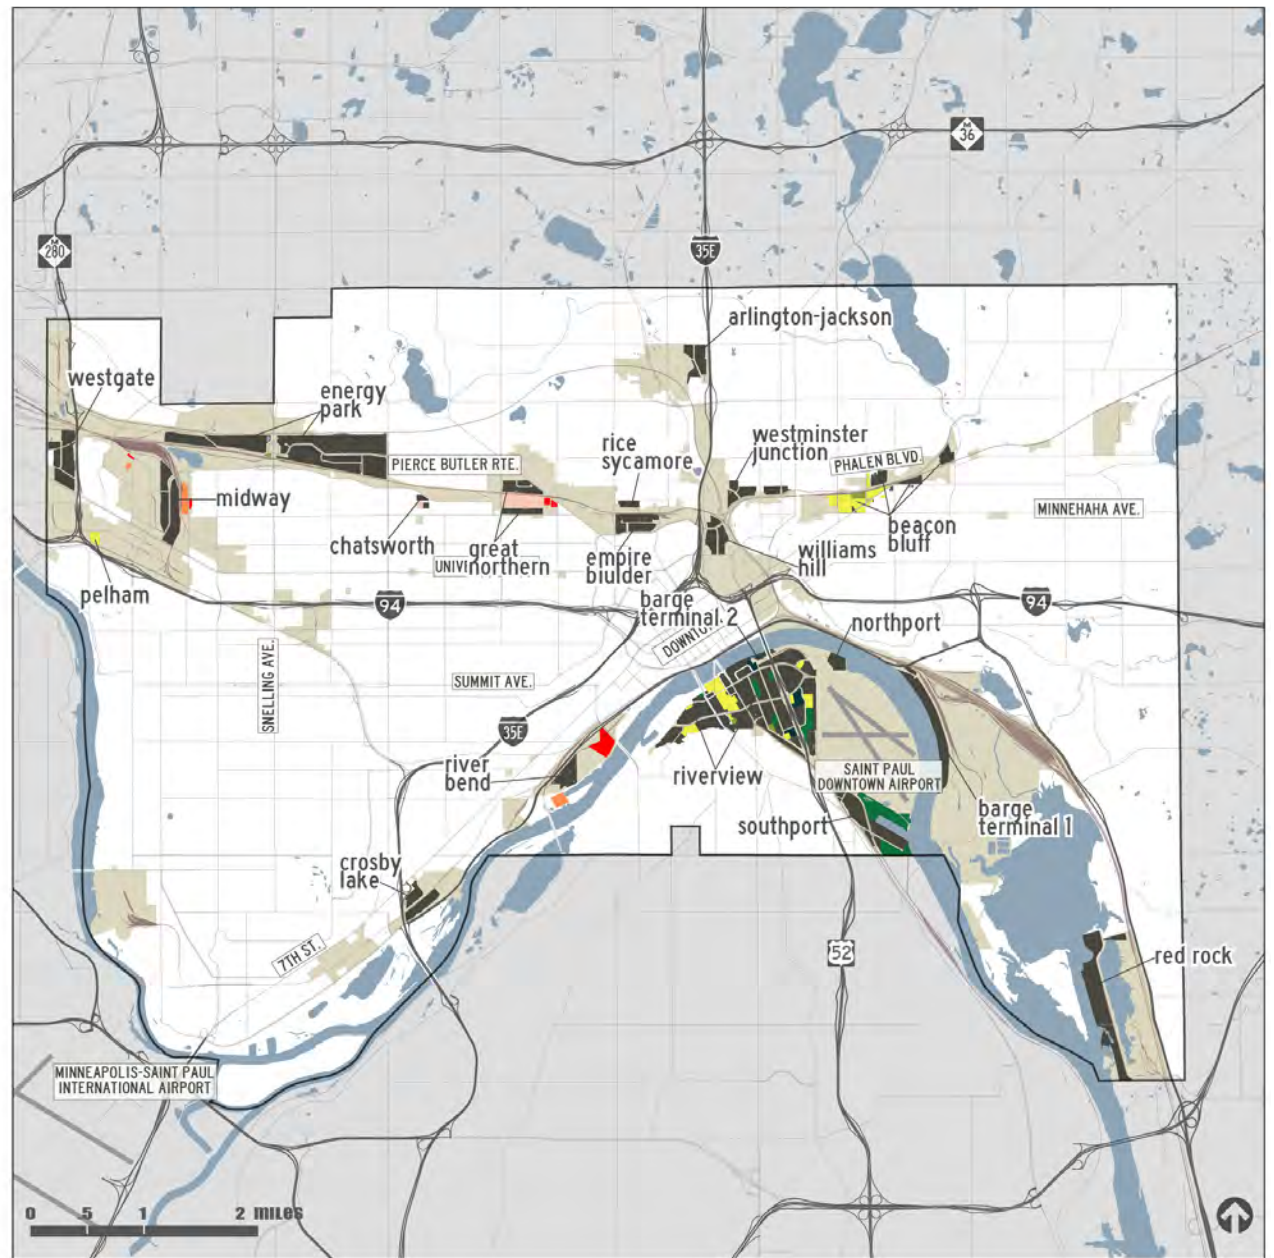 M
36
M
280
35E
arlington-jackson
westgate
energy
park
westminster
junction
rice
sycamore
PHALEN BLVD.
PIERCE BUTLER RTE.
midway
MINNEHAHA AVE.
beacon
bluff
chatsworth
great
northern
UNIVE
empire
biulder
williams
hill
pelham
94
94
barge
terminal 2
DOWNTO
northport
SNELLING AVE.
SUMMIT AVE.
35E
river
bend
riverview
SAINT PAUL
DOWNTOWN AIRPORT
southport
barge
terminal 1
crosby
lake
7TH ST.
52
red rock
MINNEAPOLIS-SAINT PAUL
INTERNATIONAL AIRPORT
0 .5 1 2 MILES